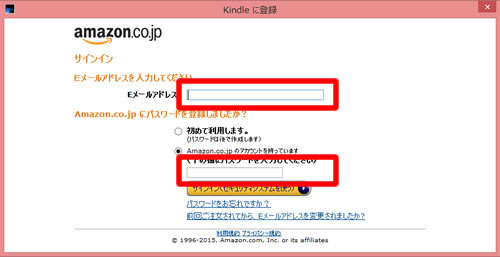 Kindle に登録
amazon.co.jp
サインイン
Eメールアドレスを入力してください
Eメールアドレス
Amazon.co.jp にパスワードを登録しましたか?
初めて利用します。
(パスワードは後で作成します)
Amazon.co.jp のアカウントを持っています
パスワードを入力してください
サインイン(セキュリティシステムを使う)
パスワードをお忘れですか?
前回ご注文されてから、Eメールアドレスを変更されましたか?
利用規約 プライバシー規約
© 1996-2015, Amazon.com, Inc. or its affiliates